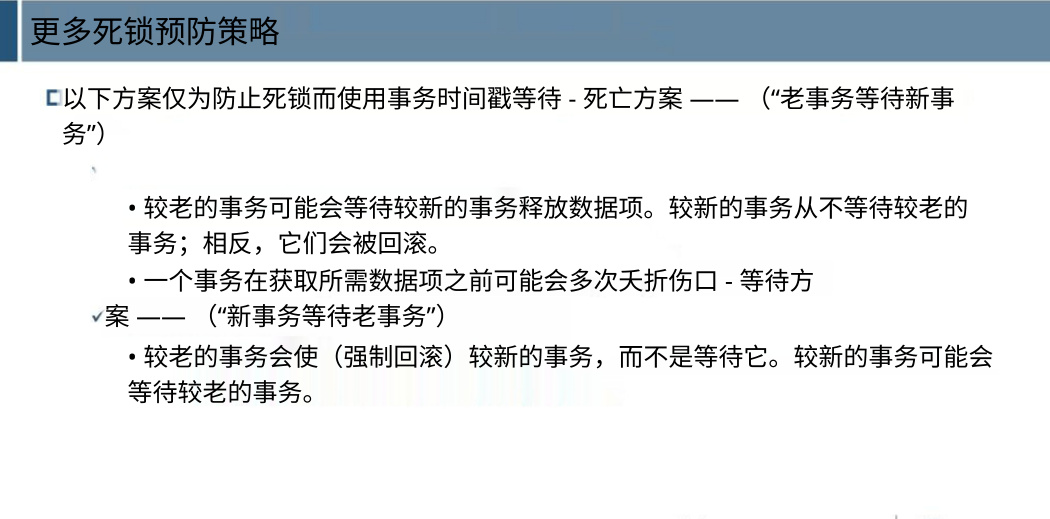 更多死锁预防策略
以下方案仅为防止死锁而使用事务时间戳等待 - 死亡方案 —— （“老事务等待新事
务”）
• 较老的事务可能会等待较新的事务释放数据项。较新的事务从不等待较老的
事务；相反，它们会被回滚。
• 一个事务在获取所需数据项之前可能会多次夭折伤口 - 等待方
✓案 —— （“新事务等待老事务”）
• 较老的事务会使（强制回滚）较新的事务，而不是等待它。较新的事务可能会
等待较老的事务。